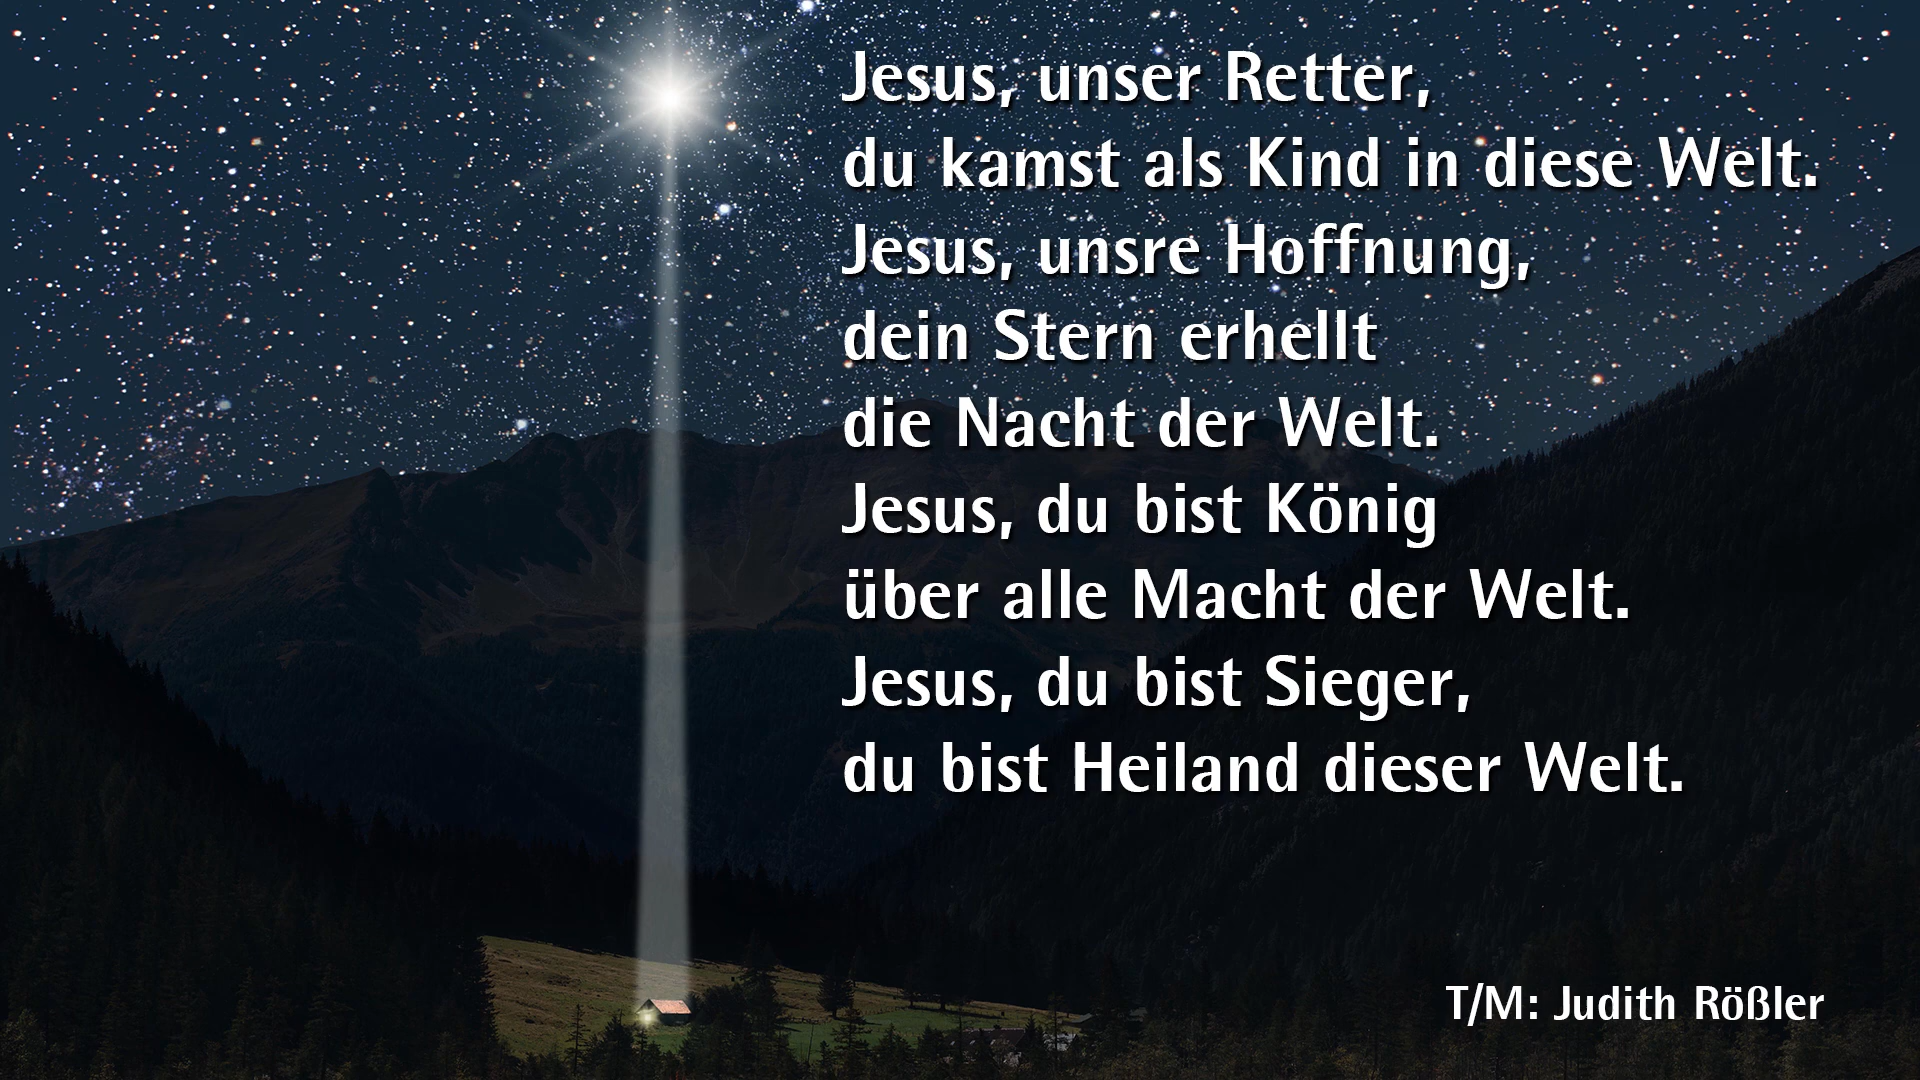 Jesus, unser Retter,
du kamst als Kind in diese Welt.
Jesus, unsre Hoffnung,
dein Stern erhellt
die Nacht der Welt.
Jesus, du bist König
über alle Macht der Welt.
Jesus, du bist Sieger,
du bist Heiland dieser Welt.
T/M: Judith Rößler